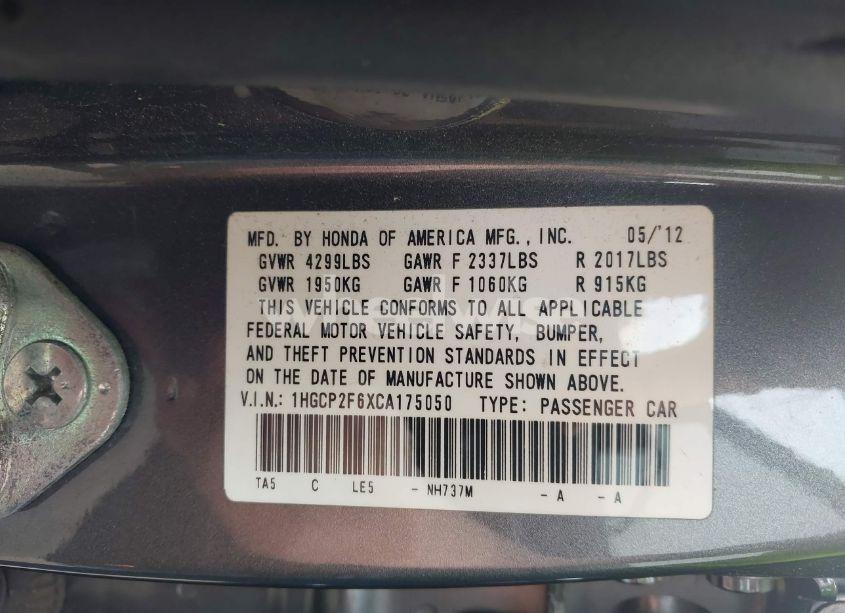 MFD. BY HONDA OF AMERICA MFG., INC. 05/'12
GVWR 4299LBS GAWR F 2337LBS R 2017LBS
GVWR 1950KG GAWR F 1060KG R 915KG
THIS VEHICLE CONFORMS TO ALL APPLICABLE
FEDERAL MOTOR VEHICLE SAFETY, BUMPER,
AND THEFT PREVENTION STANDARDS IN EFFECT
ON THE DATE OF MANUFACTURE SHOWN ABOVE.
V.I.N.: 1HGCP2F6XCA175050 TYPE: PASSENGER CAR
TA5 C LE5 - NH737M - A - A